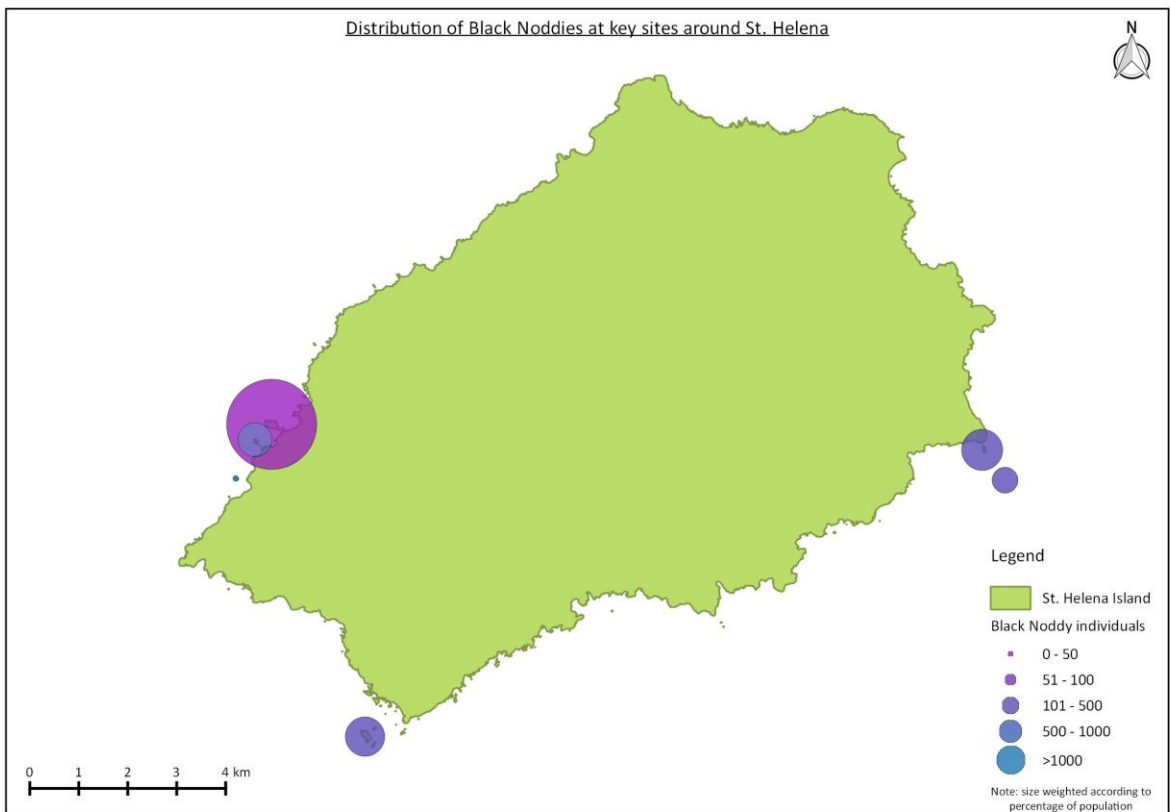 Distribution of Black Noddies at key sites around St. Helena
N
Legend
St. Helena Island
Black Noddy individuals
0 - 50
51 - 100
101 - 500
500 - 1000
>1000
0 1 2 3 4 km
Note: size weighted according to
percentage of population